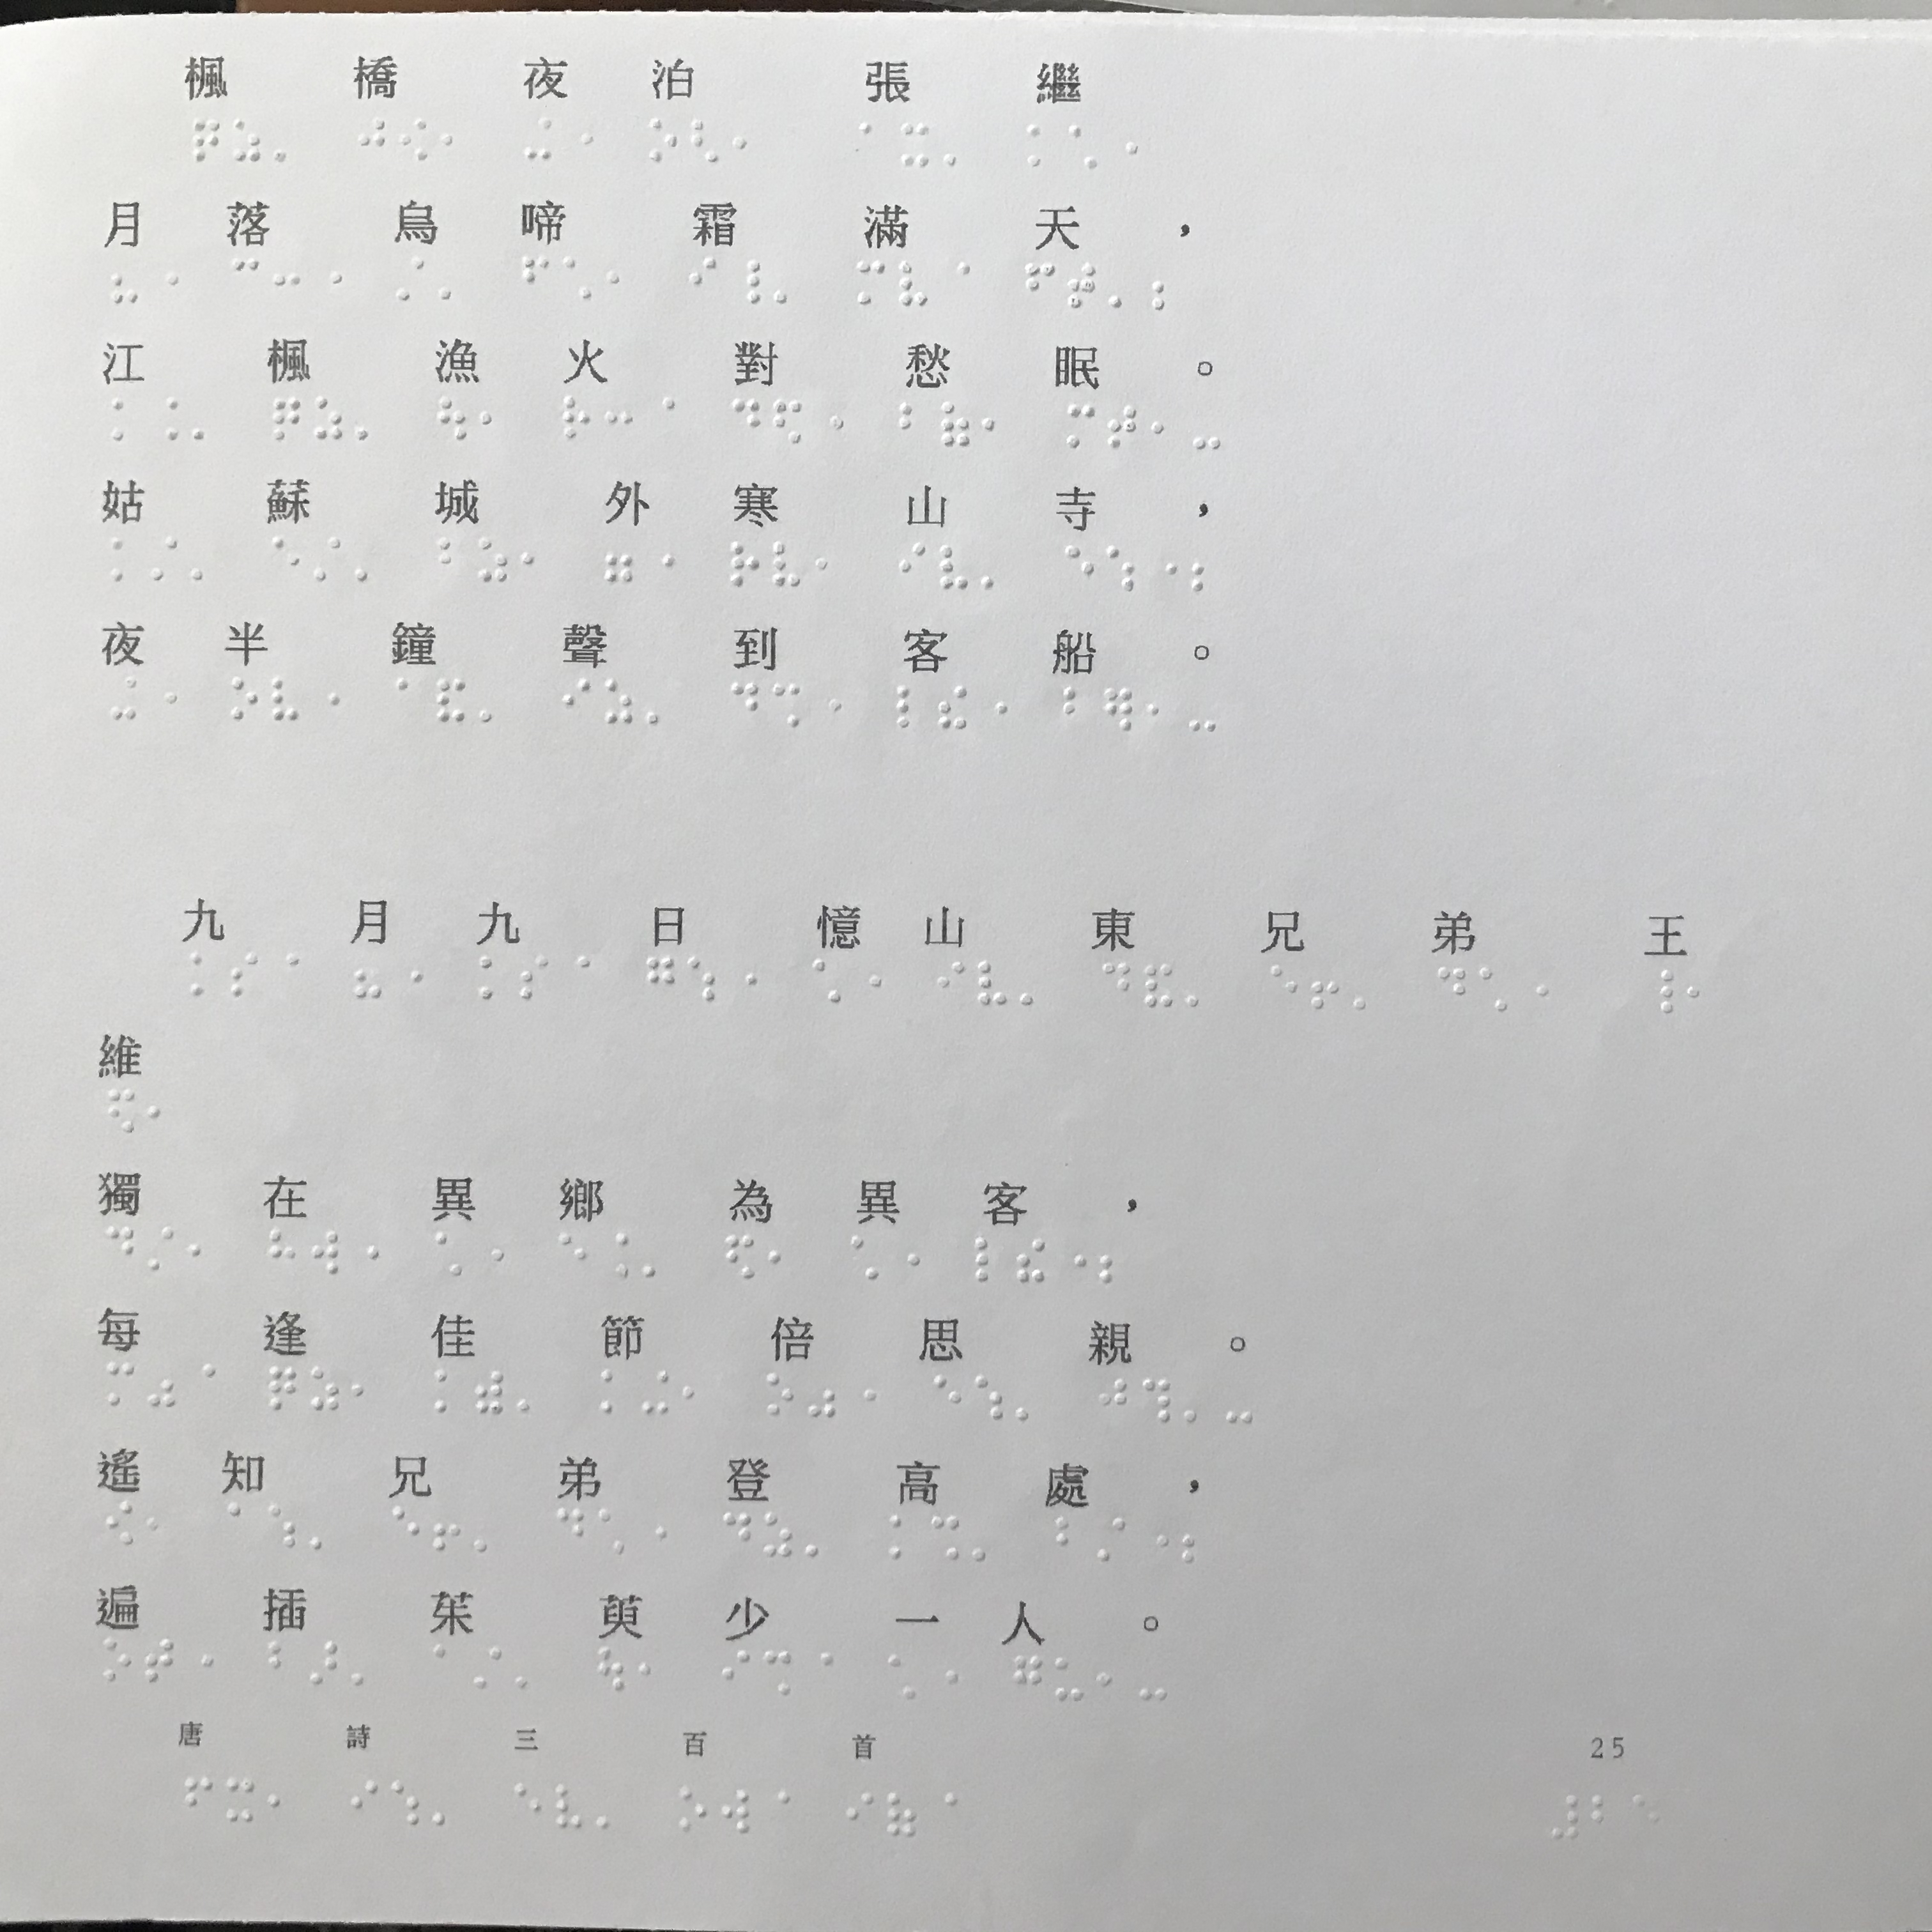 楓橋夜泊 張繼
月落烏啼霜滿天，
江楓漁火對愁眠。
姑蘇城外寒山寺，
夜半鐘聲到客船。
九月九日憶山東兄弟 王
維
獨在異鄉為異客，
每逢佳節倍思親。
遙知兄弟登高處，
遍插茱萸少一人。
唐詩三百首 25